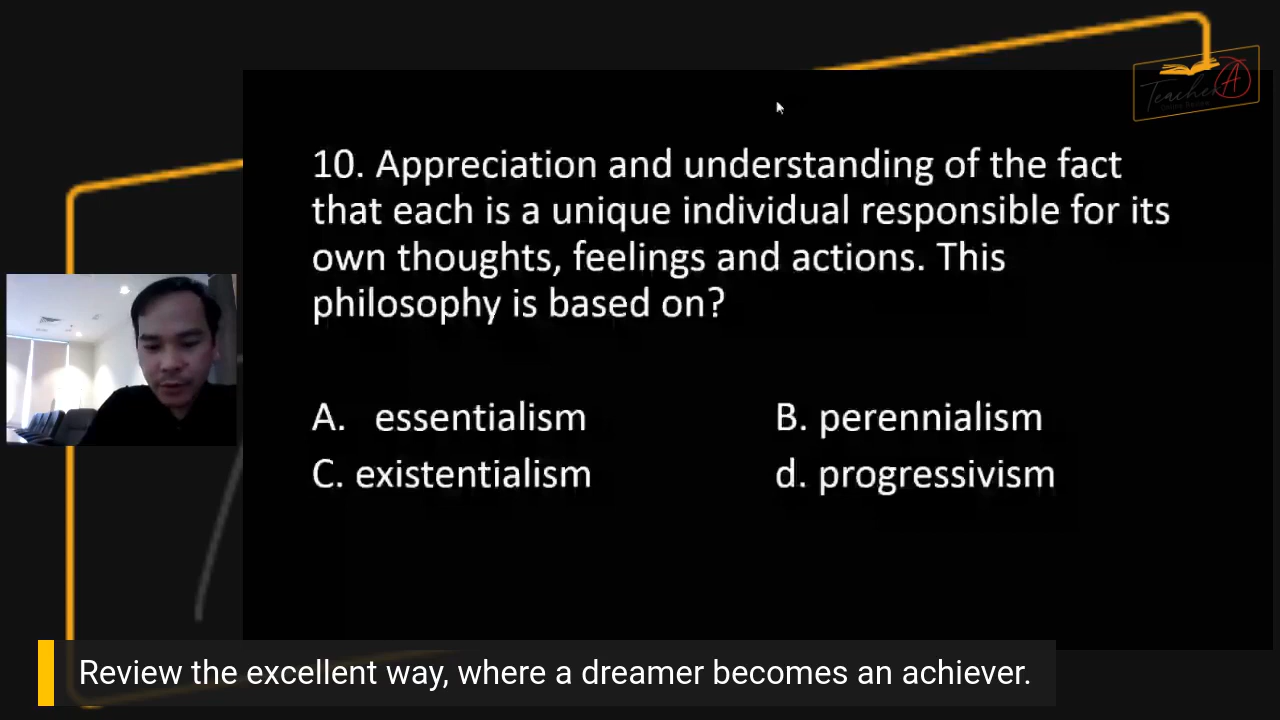 Teacher A
10. Appreciation and understanding of the fact
that each is a unique individual responsible for its
own thoughts, feelings and actions. This
philosophy is based on?
A. essentialism
B. perennialism
C. existentialism
d. progressivism
Review the excellent way, where a dreamer becomes an achiever.